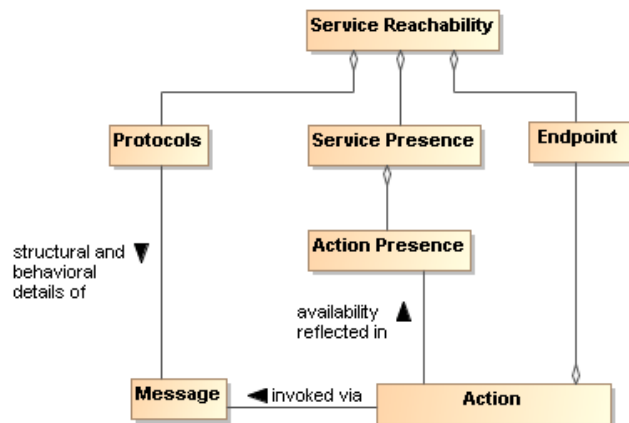 Service Reachability
Protocols
Service Presence
Endpoint
Action Presence
structural and
behavioral
details of
availability
reflected in
Message
invoked via
Action